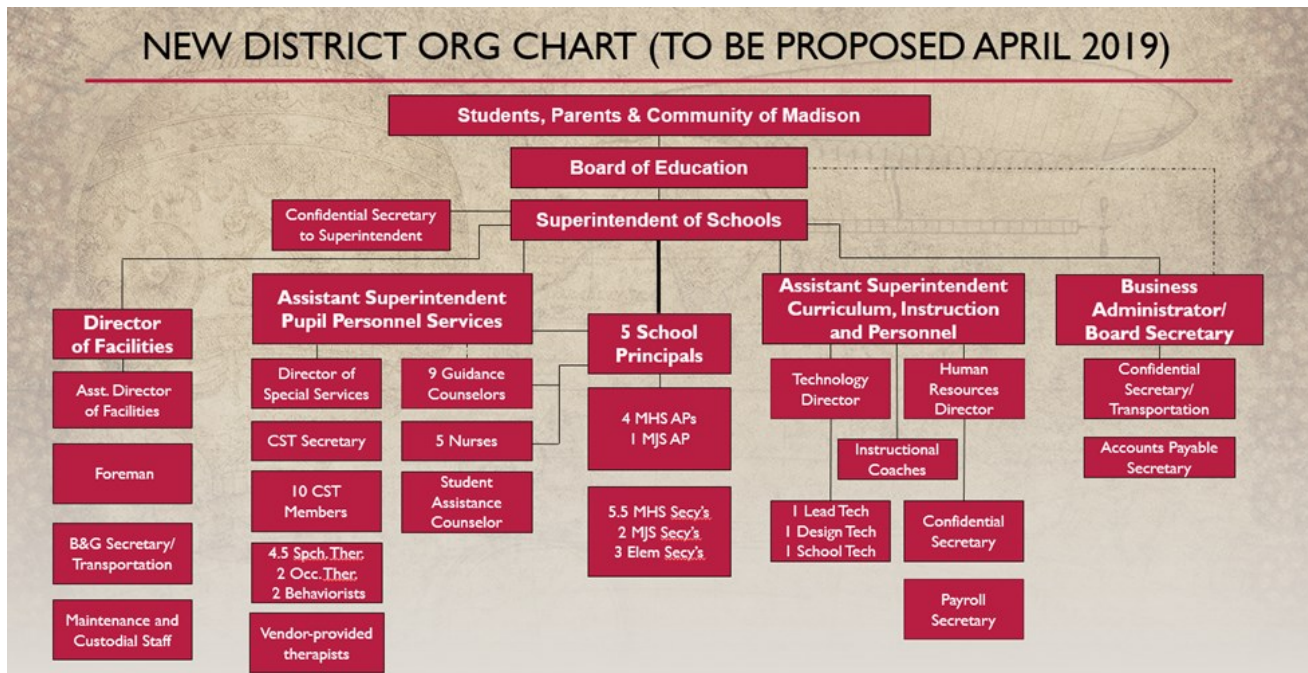 NEW DISTRICT ORG CHART (TO BE PROPOSED APRIL 2019)
Students, Parents & Community of Madison
Board of Education
Confidential Secretary
to Superintendent
Superintendent of Schools
Director
of Facilities
Asst. Director
of Facilities
Foreman
B&G Secretary/
Transportation
Maintenance and
Custodial Staff
Assistant Superintendent
Pupil Personnel Services
Director of
Special Services
CST Secretary
10 CST
Members
4.5 Spch. Ther.
2 Occ. Ther.
2 Behaviorists
Vendor-provided
therapists
9 Guidance
Counselors
5 Nurses
Student
Assistance
Counselor
5 School
Principals
4 MHS APs
1 MJS AP
5.5 MHS Secy's
2 MJS Secy's
3 Elem Secy's
Assistant Superintendent
Curriculum, Instruction
and Personnel
Technology
Director
Human
Resources
Director
Instructional
Coaches
1 Lead Tech
1 Design Tech
1 School Tech
Confidential
Secretary
Payroll
Secretary
Business
Administrator/
Board Secretary
Confidential
Secretary/
Transportation
Accounts Payable
Secretary